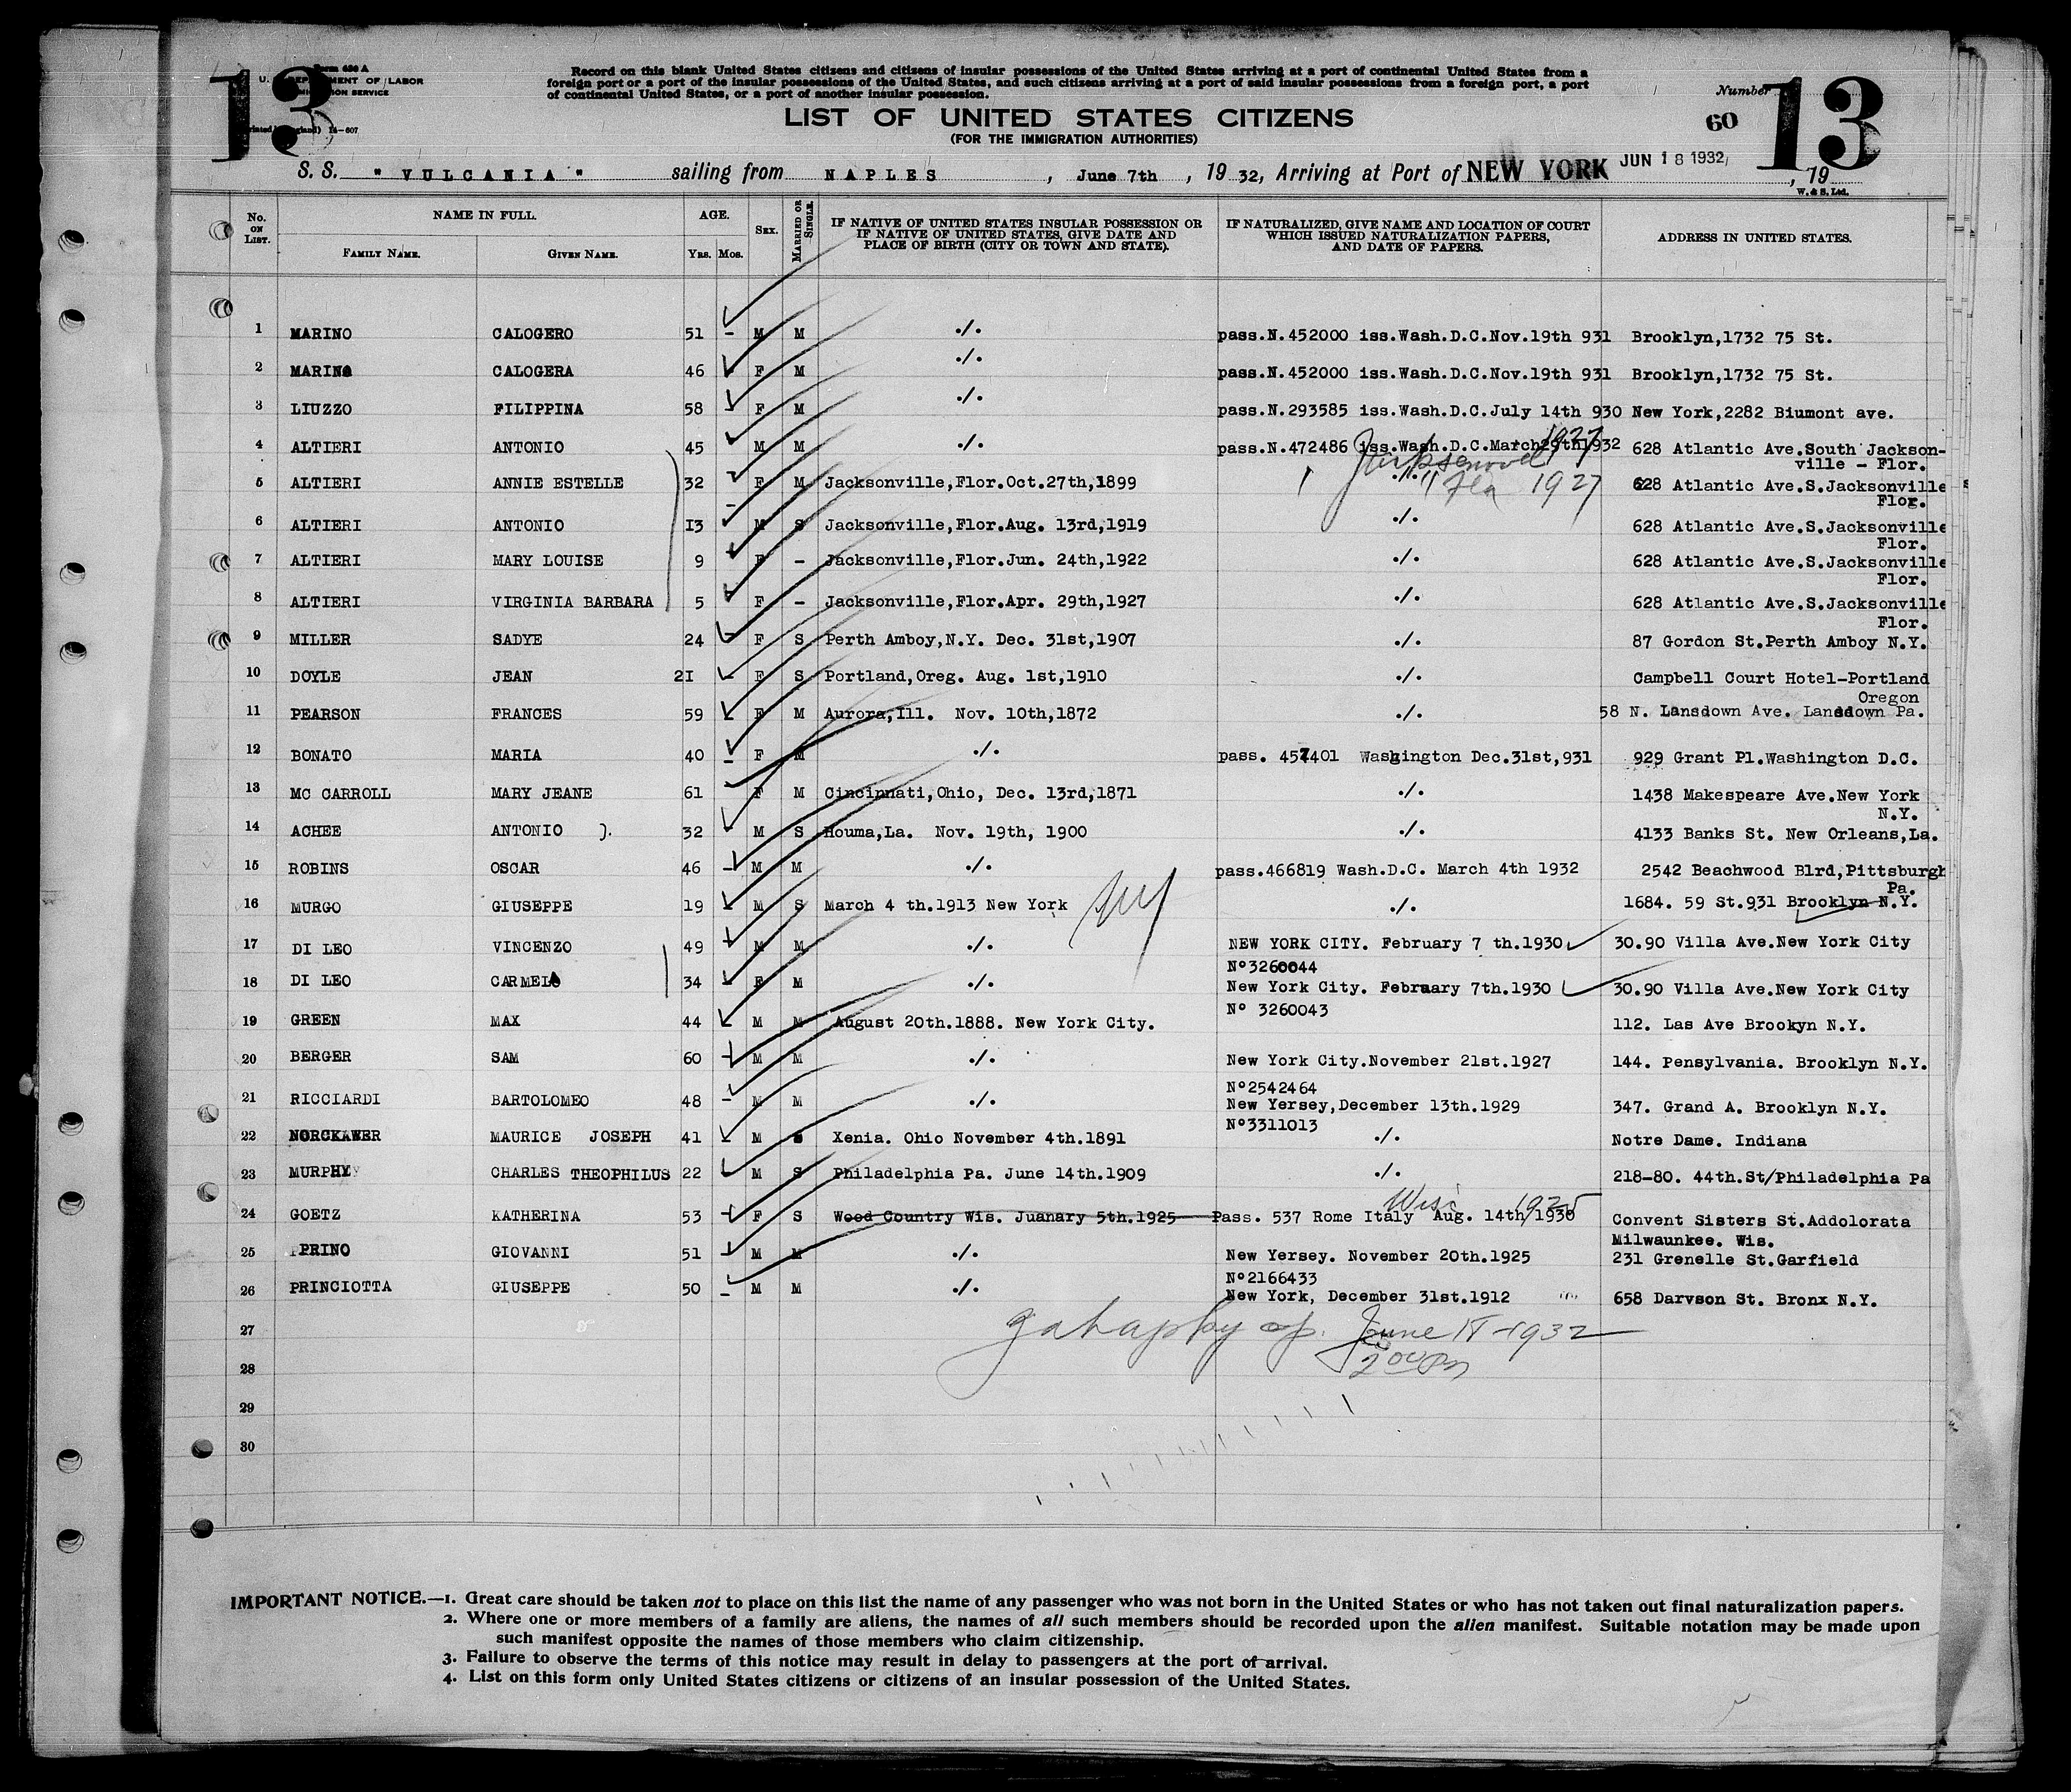 13
Form 630 A
U. S. DEPARTMENT OF LABOR
IMMIGRATION SERVICE
(Printed in England) 14—607
Record on this blank United States citizens and citizens of insular possessions of the United States arriving at a port of continental United States from a
foreign port or a port of the insular possessions of the United States, and such citizens arriving at a port of said insular possessions from a foreign port, a port
of continental United States, or a port of another insular possession.
LIST OF UNITED STATES CITIZENS
(FOR THE IMMIGRATION AUTHORITIES)
Number
60
13
S. S. " VULCANIA " sailing from NAPLES , June 7th , 19 32, Arriving at Port of NEW YORK JUN 18 1932, , 19
W. & S. Ltd.
No. ON LIST. NAME IN FULL. AGE. SEX. MARRIED OR SINGLE. IF NATIVE OF UNITED STATES INSULAR POSSESSION OR IF NATIVE OF UNITED STATES, GIVE DATE AND PLACE OF BIRTH (CITY OR TOWN AND STATE). IF NATURALIZED, GIVE NAME AND LOCATION OF COURT WHICH ISSUED NATURALIZATION PAPERS, AND DATE OF PAPERS. ADDRESS IN UNITED STATES.
FAMILY NAME. GIVEN NAME. YRS. MOS.
1 MARINO CALOGERO 51 – M M ./. pass.N.452000 iss.Wash.D.C.Nov.19th 931 Brooklyn,1732 75 St.
2 MARINO CALOGERA 46 F M ./. pass.N.452000 iss.Wash.D.C.Nov.19th 931 Brooklyn,1732 75 St.
3 LIUZZO FILIPPINA 58 F M ./. pass.N.293585 iss.Wash.D.C.July 14th 930 New York,2282 Biumont ave.
4 ALTIERI ANTONIO 45 M M ./. pass.N.472486 iss.Wash.D.C.March29th1932 628 Atlantic Ave.South Jackson-
1927
ville – Flor.
Jacksonville
5 ALTIERI ANNIE ESTELLE 32 F M Jacksonville,Flor.Oct.27th,1899 ./. 628 Atlantic Ave.S.Jacksonville
Fla 1927
Flor.
6 ALTIERI ANTONIO 13 M S Jacksonville,Flor.Aug. 13rd,1919 ./. 628 Atlantic Ave.S.Jacksonville
Flor.
7 ALTIERI MARY LOUISE 9 F – Jacksonville,Flor.Jun. 24th,1922 ./. 628 Atlantic Ave.S.Jacksonville
Flor.
8 ALTIERI VIRGINIA BARBARA 5 F – Jacksonville,Flor.Apr. 29th,1927 ./. 628 Atlantic Ave.S.Jacksonville
Flor.
9 MILLER SADYE 24 F S Perth Amboy,N.Y. Dec. 31st,1907 ./. 87 Gordon St.Perth Amboy N.Y.
10 DOYLE JEAN 2I F S Portland,Oreg. Aug. 1st,1910 ./. Campbell Court Hotel-Portland
Oregon
11 PEARSON FRANCES 59 F M Aurora,Ill. Nov. 10th,1872 ./. 58 N. Lansdown Ave. Lansdown Pa.
12 BONATO MARIA 40 – F M ./. pass. 457401 Washington Dec.31st,931 929 Grant Pl.Washington D.C.
13 MC CARROLL MARY JEANE 61 F M Cincinnati,Ohio, Dec. 13rd,1871 ./. 1438 Makespeare Ave.New York
N.Y.
14 ACHEE ANTONIO J. 32 M S Houma,La. Nov. 19th, 1900 ./. 4133 Banks St. New Orleans,La.
15 ROBINS OSCAR 46 – M M ./. pass.466819 Wash.D.C. March 4th 1932 2542 Beachwood Blrd,Pittsburgh
Pa.
16 MURGO GIUSEPPE 19 M S March 4 th.1913 New York ./. 1684. 59 St.931 Brooklyn N.Y.
17 DI LEO VINCENZO 49 M M ./. NEW YORK CITY. February 7 th.1930 30.90 Villa Ave.New York City
Nº3260044
18 DI LEO CARMELA 34 F M ./. New York City. February 7th.1930 30.90 Villa Ave.New York City
Nº 3260043
19 GREEN MAX 44 M M August 20th.1888. New York City. 112. Las Ave Brookyn N.Y.
20 BERGER SAM 60 – M M ./. New York City.November 21st.1927 144. Pensylvania. Brooklyn N.Y.
Nº2542464
21 RICCIARDI BARTOLOMEO 48 – M M ./. New Yersey,December 13th.1929 347. Grand A. Brooklyn N.Y.
Nº3311013
22 NORCKAWER MAURICE JOSEPH 41 M S Xenia. Ohio November 4th.1891 ./. Notre Dame. Indiana
23 MURPHY CHARLES THEOPHILUS 22 M S Philadelphia Pa. June 14th.1909 ./. 218-80. 44th.St/Philadelphia Pa
Wisc 1925
24 GOETZ KATHERINA 53 – F S Wood Country Wis. Juanary 5th.1925 Pass. 537 Rome Italy Aug. 14th/1930 Convent Sisters St.Addolorata
Milwaunkee. Wis.
25 PRINO GIOVANNI 51 – M M ./. New Yersey. November 20th.1925 231 Grenelle St.Garfield
Nº2166433
26 PRINCIOTTA GIUSEPPE 50 – M M ./. New York, December 31st.1912 658 Darvson St. Bronx N.Y.
27
June 18-1932
28
2 00 Pm
29
30
IMPORTANT NOTICE.—1. Great care should be taken not to place on this list the name of any passenger who was not born in the United States or who has not taken out final naturalization papers.
2. Where one or more members of a family are aliens, the names of all such members should be recorded upon the alien manifest. Suitable notation may be made upon
such manifest opposite the names of those members who claim citizenship.
3. Failure to observe the terms of this notice may result in delay to passengers at the port of arrival.
4. List on this form only United States citizens or citizens of an insular possession of the United States.